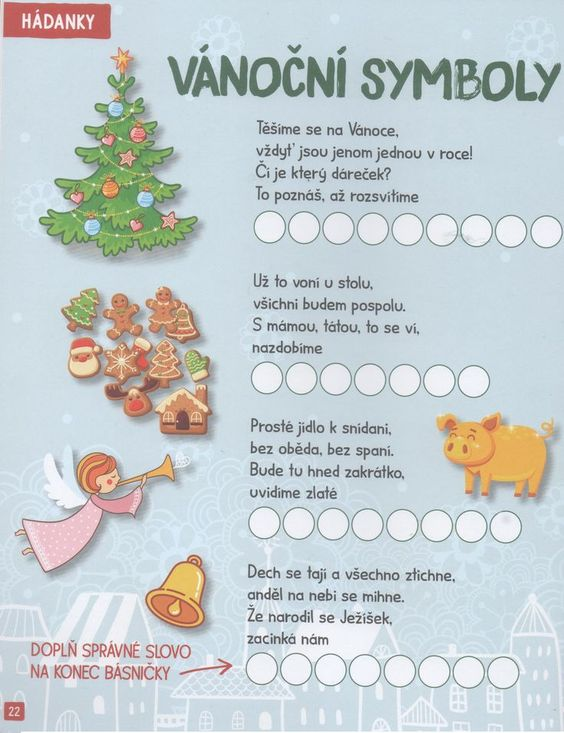 HÁDANKY
VÁNOČNÍ SYMBOLY
Těšíme se na Vánoce,
vždyť jsou jenom jednou v roce!
Čí je který dáreček?
To poznáš, až rozsvítíme
Už to voní u stolu,
všichni budem pospolu.
S mámou, tátou, to se ví,
nazdobíme
Prosté jídlo k snídani,
bez oběda, bez spaní.
Bude tu hned zakrátko,
uvidíme zlaté
Dech se tají a všechno ztichne,
anděl na nebi se mihne.
Že narodil se Ježíšek,
zacinká nám
DOPLŇ SPRÁVNÉ SLOVO
NA KONEC BÁSNIČKY
22